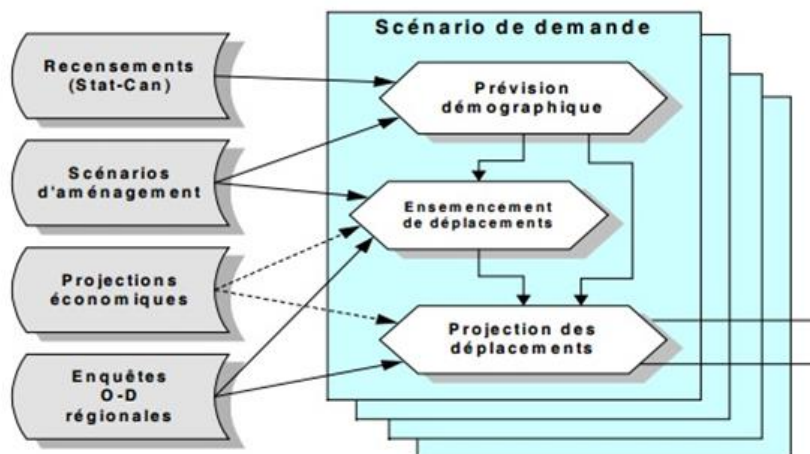 Scénario de demande
Recensements
(Stat-Can)
Prévision
démographique
Scénarios
d'aménagement
Ensemencement
de déplacements
Projections
économiques
Projection des
déplacements
Enquêtes
O-D
régionales